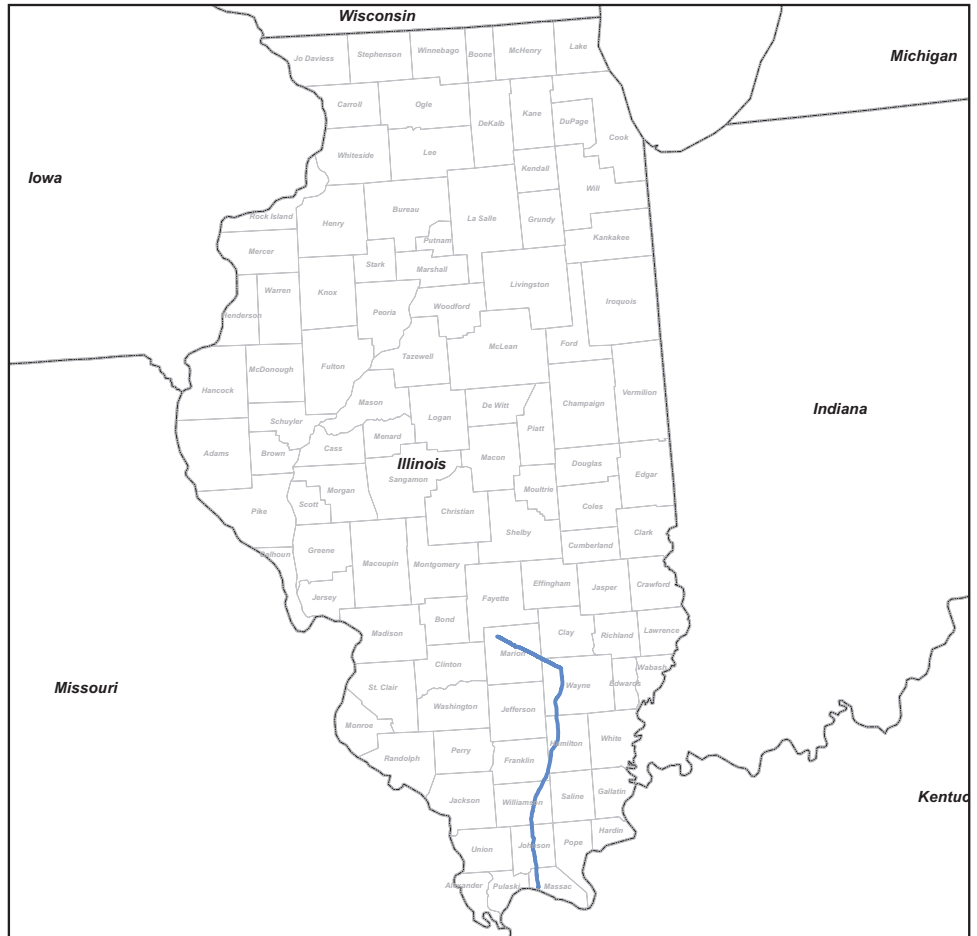 Wisconsin
Michigan
Iowa
Illinois
Indiana
Missouri
Kentuc
Jo Daviess
Stephenson
Winnebago
Boone
McHenry
Lake
Carroll
Ogle
DeKalb
Kane
DuPage
Cook
Whiteside
Lee
Kendall
Will
Rock Island
Henry
Bureau
La Salle
Grundy
Putnam
Kankakee
Mercer
Stark
Marshall
Warren
Knox
Livingston
Iroquois
Henderson
Peoria
Woodford
McLean
Ford
Tazewell
Fulton
McDonough
Hancock
Mason
Logan
De Witt
Champaign
Vermilion
Schuyler
Piatt
Menard
Cass
Adams
Brown
Macon
Sangamon
Douglas
Edgar
Morgan
Moultrie
Scott
Pike
Christian
Coles
Shelby
Clark
Greene
Cumberland
Calhoun
Macoupin
Montgomery
Effingham
Jasper
Crawford
Jersey
Fayette
Bond
Madison
Clay
Richland
Lawrence
Marion
Clinton
Wabash
St. Clair
Wayne
Edwards
Washington
Jefferson
Monroe
White
Hamilton
Perry
Randolph
Franklin
Gallatin
Saline
Jackson
Williamson
Hardin
Pope
Johnson
Union
Alexander
Pulaski
Massac